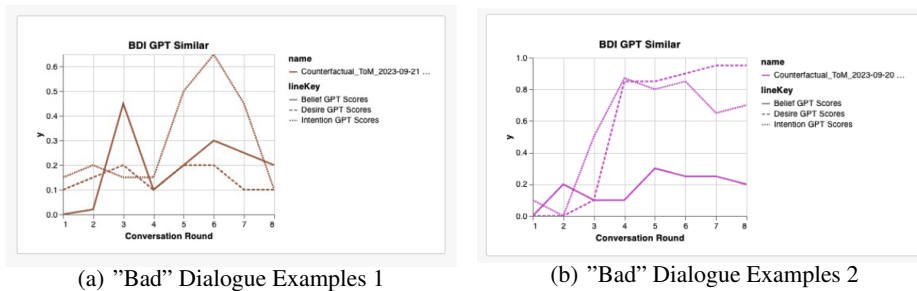 BDI GPT Similar
name
Counterfactual_ToM_2023-09-21 ...
lineKey
Belief GPT Scores
Desire GPT Scores
Intention GPT Scores
y
0.6
0.5
0.4
0.3
0.2
0.1
0.0
1 2 3 4 5 6 7 8
Conversation Round
(a) ”Bad” Dialogue Examples 1
BDI GPT Similar
name
Counterfactual_ToM_2023-09-20 ...
lineKey
Belief GPT Scores
Desire GPT Scores
Intention GPT Scores
y
1.0
0.8
0.6
0.4
0.2
0.0
1 2 3 4 5 6 7 8
Conversation Round
(b) ”Bad” Dialogue Examples 2